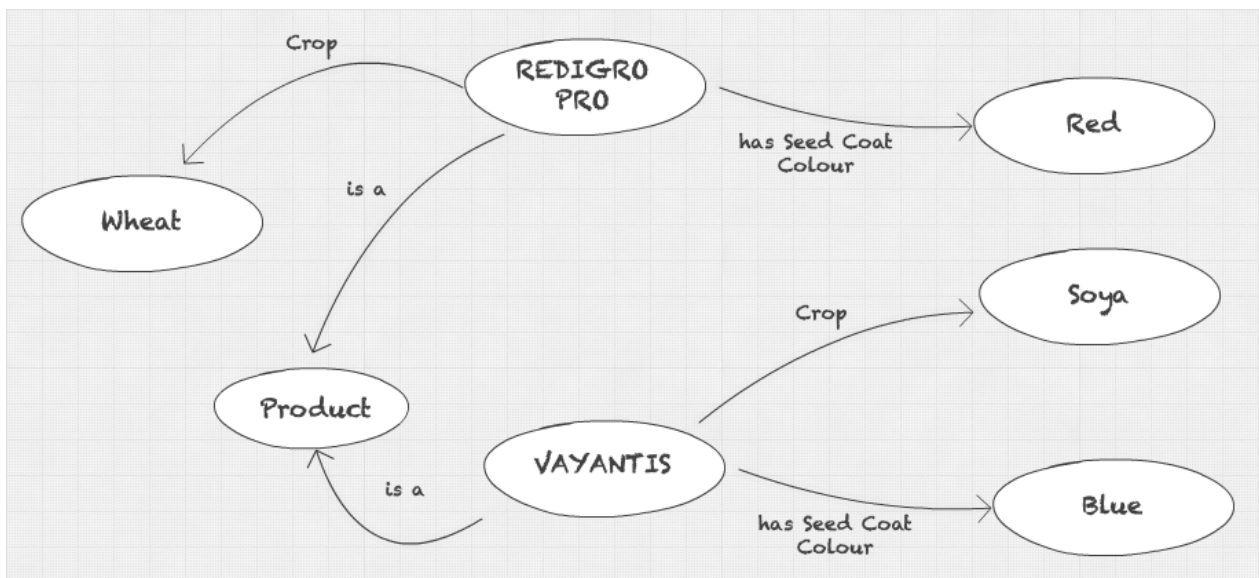 Crop
REDIGRO
PRO
Red
has Seed Coat
Colour
is a
Wheat
Soya
Crop
Product
VAYANTIS
is a
Blue
has Seed Coat
Colour